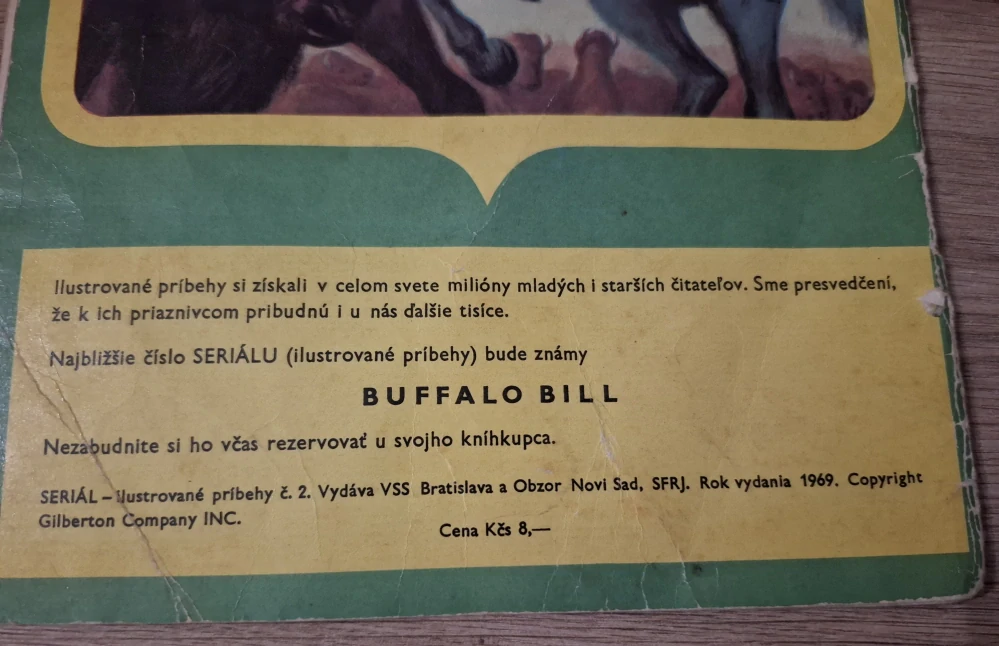 Ilustrované príbehy si získali v celom svete milióny mladých i starších čitateľov. Sme presvedčení,
že k ich priaznivcom pribudnú i u nás ďalšie tisíce.
Najbližšie číslo SERIÁLU (ilustrované príbehy) bude známy
BUFFALO BILL
Nezabudnite si ho včas rezervovať u svojho kníhkupca.
SERIÁL – ilustrované príbehy č. 2. Vydáva VSS Bratislava a Obzor Novi Sad, SFRJ. Rok vydania 1969. Copyright
Gilberton Company INC.
Cena Kčs 8,—